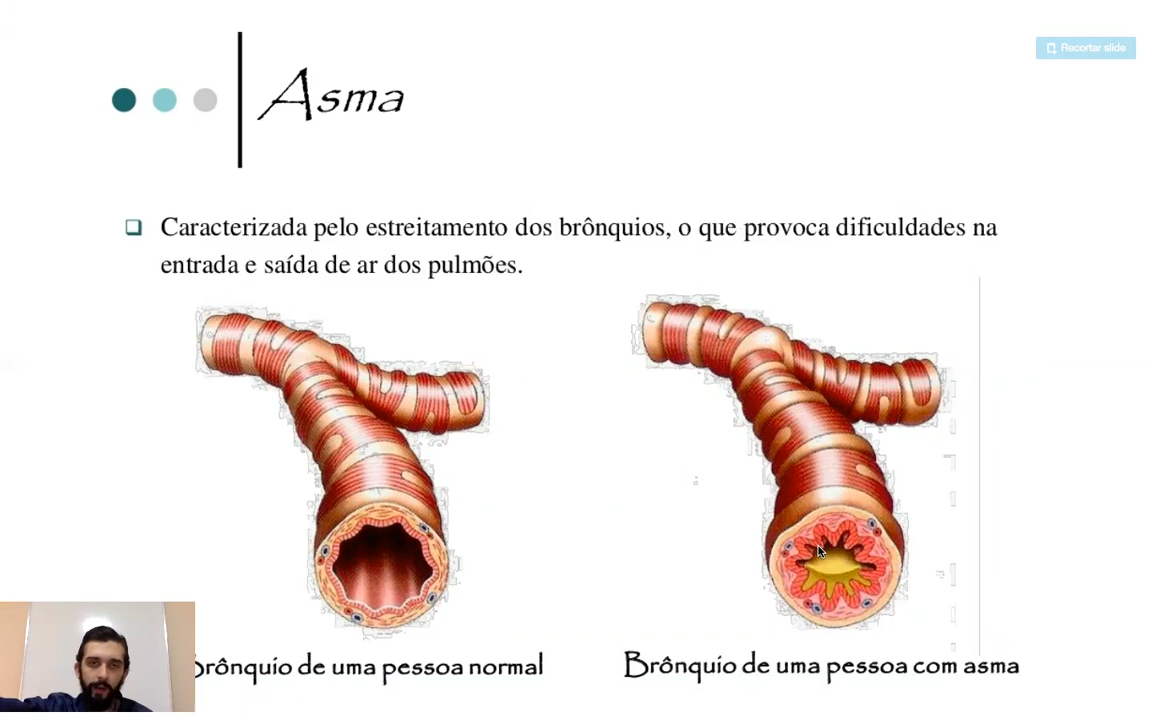 Recortar slide
Asma
Caracterizada pelo estreitamento dos brônquios, o que provoca dificuldades na
entrada e saída de ar dos pulmões.
Brônquio de uma pessoa normal
Brônquio de uma pessoa com asma